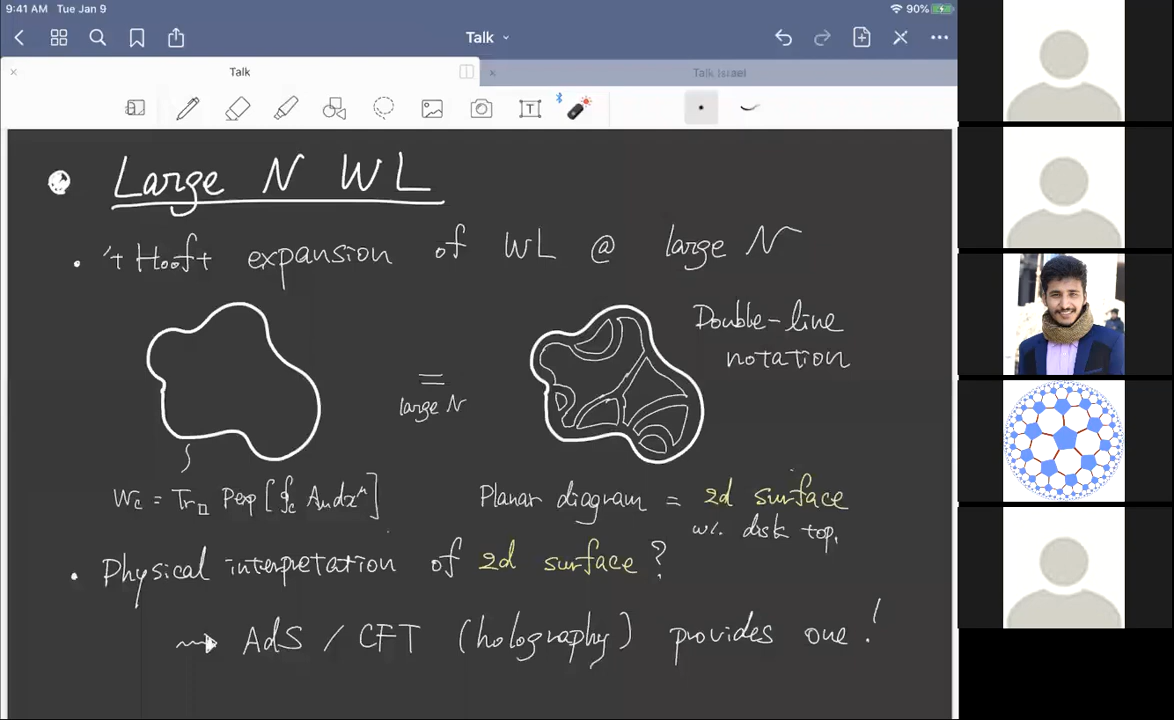 9:41 AM Tue Jan 9
90%
Talk
Talk
Talk Israel
T
Large N WL
• 't Hooft expansion of WL @ large N
Double-line
notation
=
large N
W_C = Tr_□ Pexp [∮_C A_μ dx^μ]
Planar diagram = 2d surface
w/. disk top.
• Physical interpretation of 2d surface?
⇝ AdS / CFT (holography) provides one!